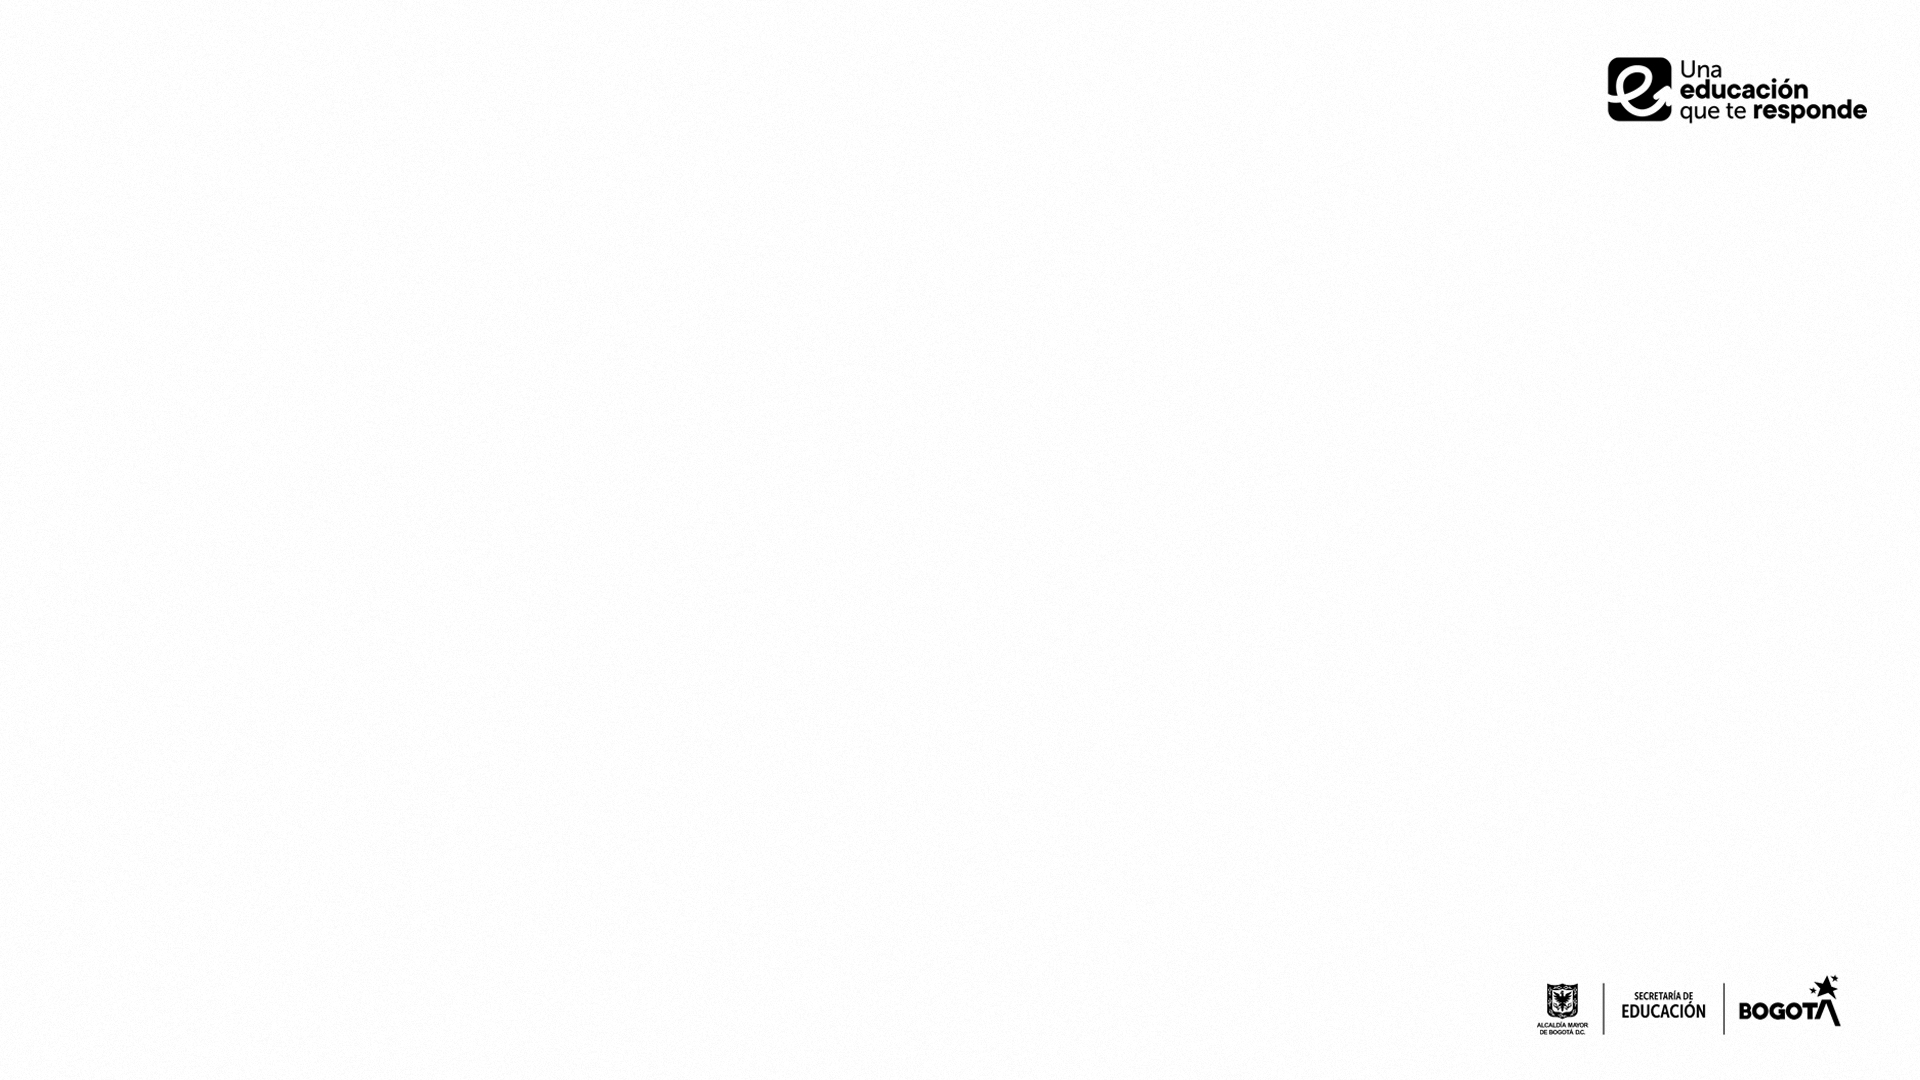 Una
educación
que te responde
ALCALDÍA MAYOR
DE BOGOTÁ D.C.
SECRETARÍA DE
EDUCACIÓN
BOGOTÁ